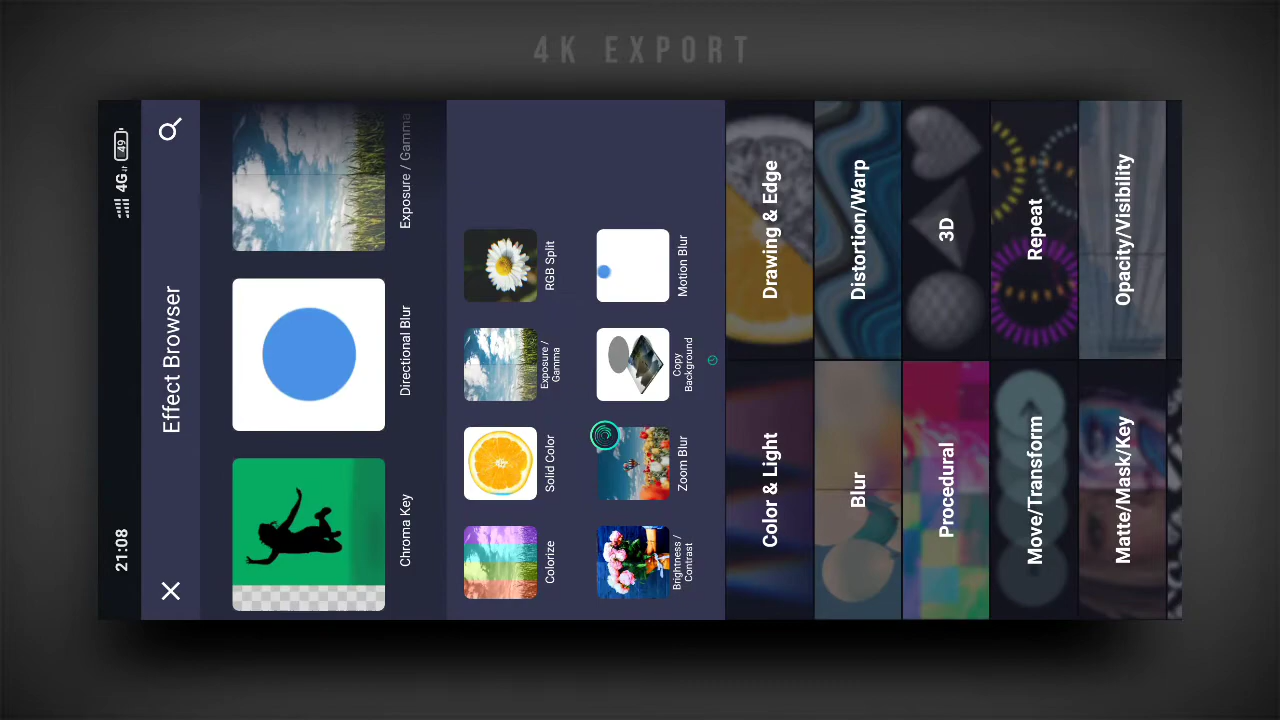 4K EXPORT
21:08
4G
49
Effect Browser
Chroma Key
Directional Blur
Exposure / Gamma
Colorize
Solid Color
Exposure /
Gamma
RGB Split
Brightness /
Contrast
Zoom Blur
Copy
Background
Motion Blur
Color & Light
Drawing & Edge
Blur
Distortion/Warp
Procedural
3D
Move/Transform
Repeat
Matte/Mask/Key
Opacity/Visibility